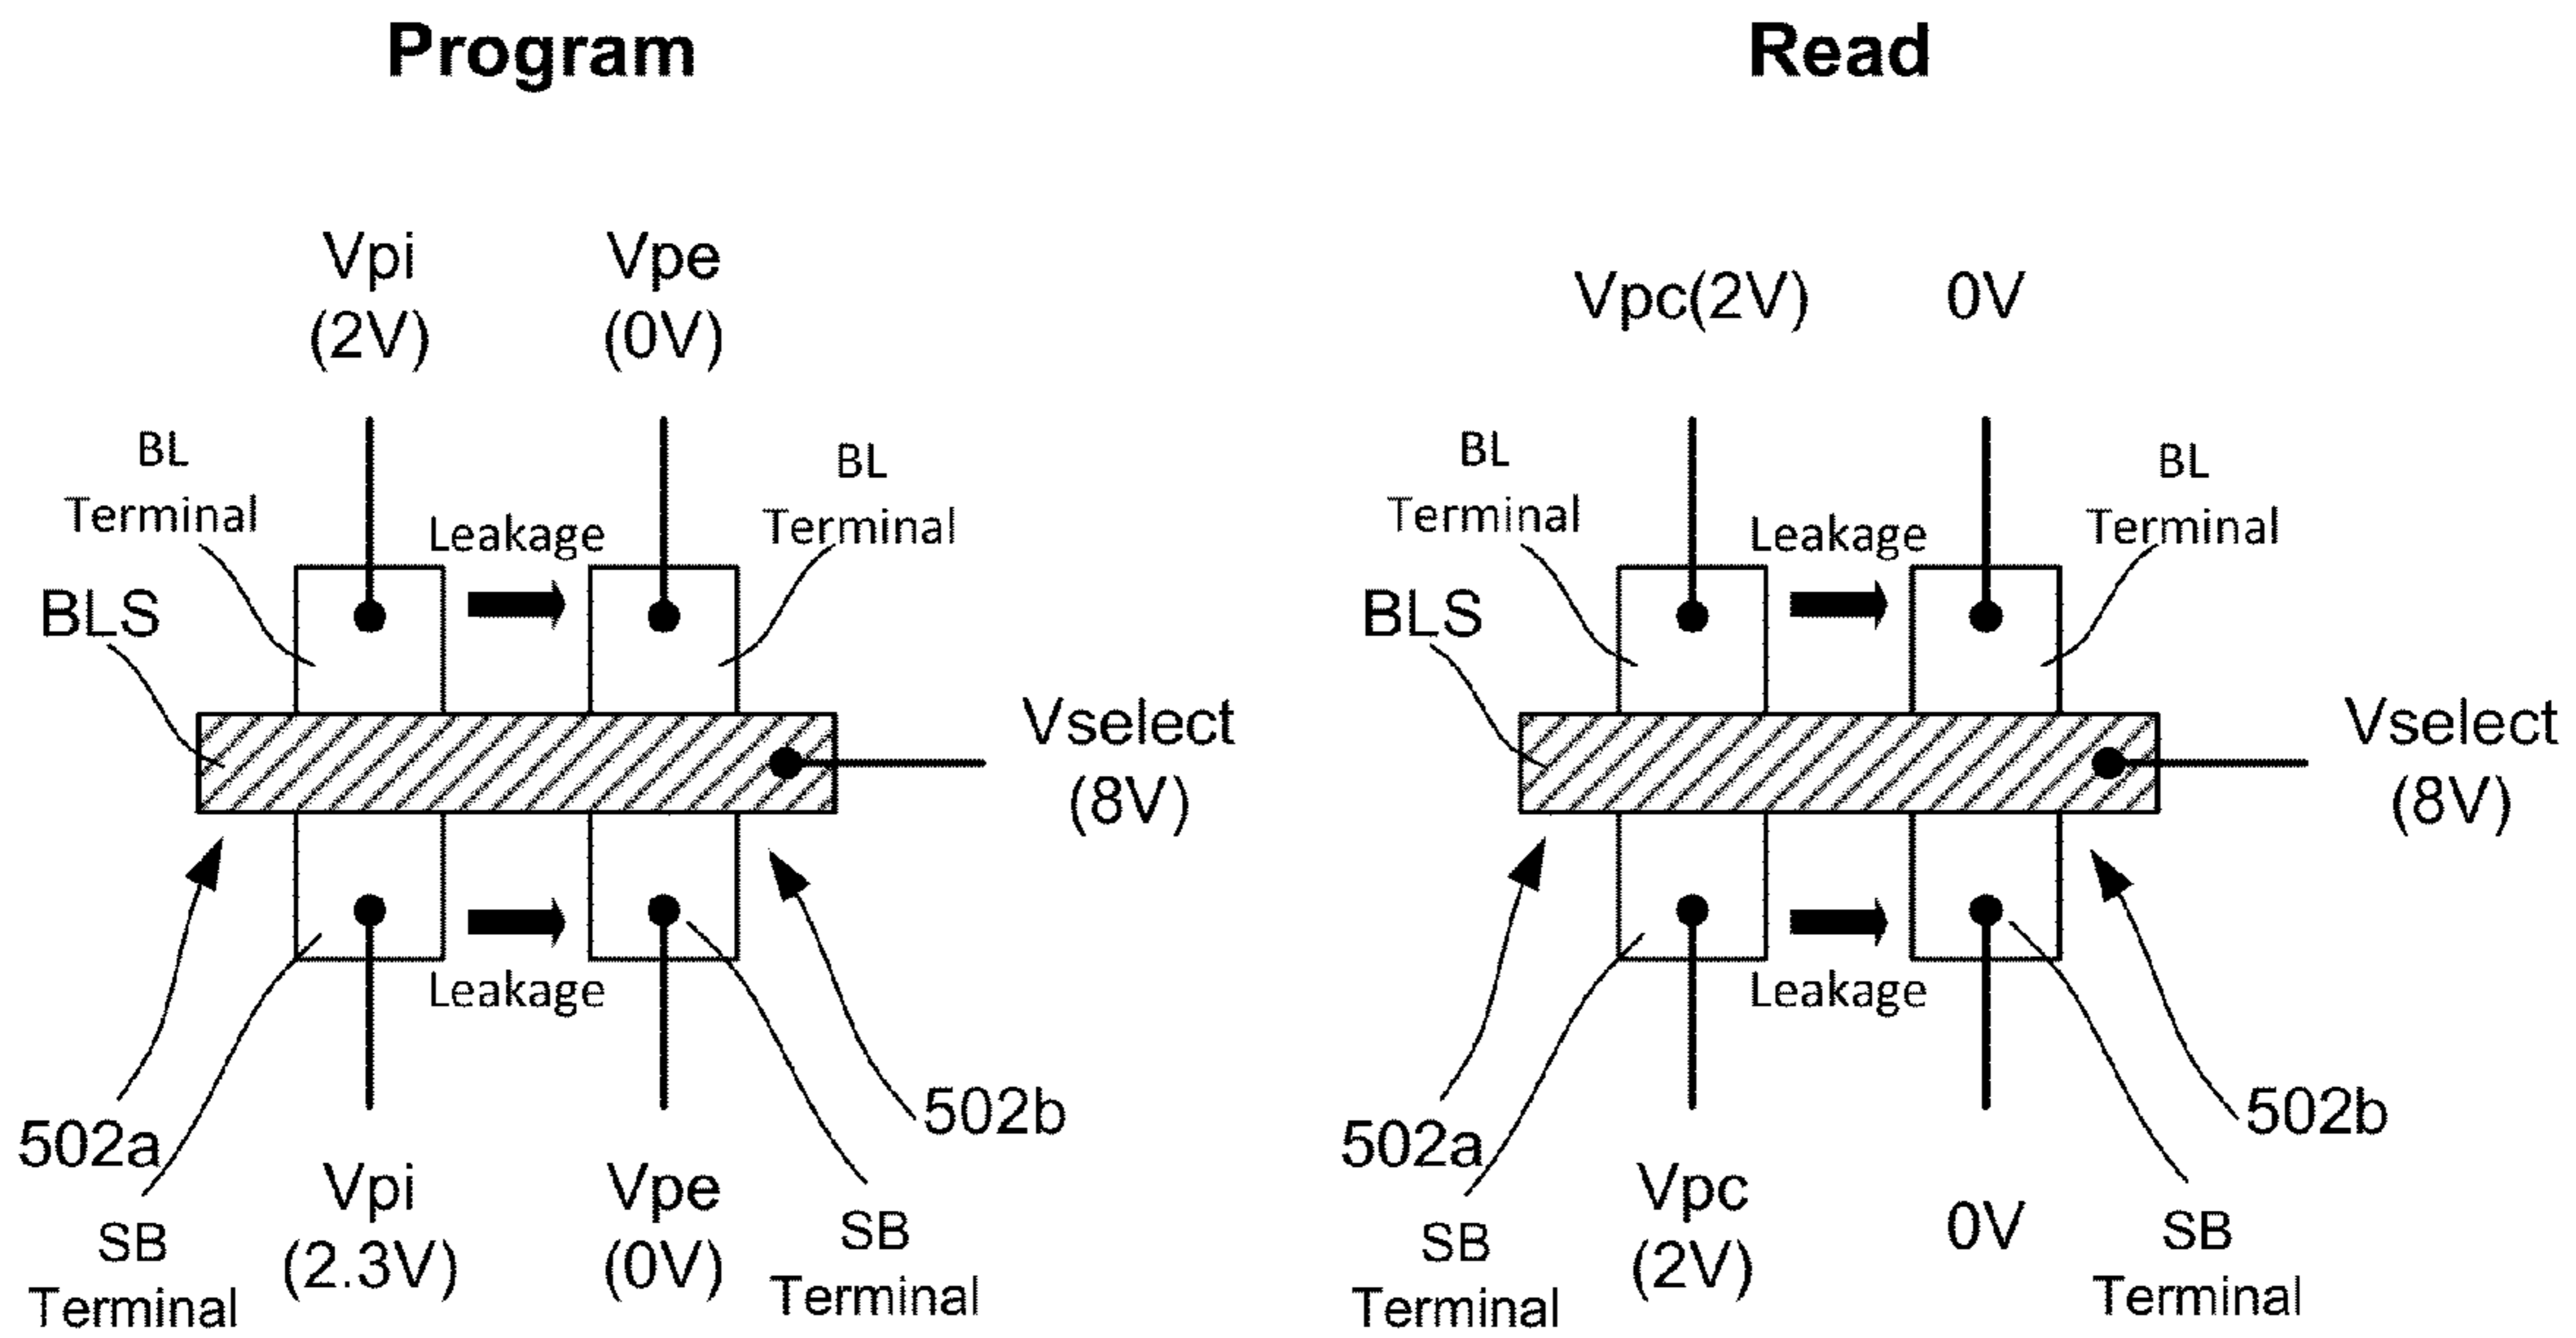 Program
Vpi
(2V)
Vpe
(0V)
BL
Terminal
Leakage
BL
Terminal
BLS
Vselect
(8V)
Leakage
502a
502b
SB
Terminal
Vpi
(2.3V)
Vpe
(0V)
SB
Terminal
Read
Vpc(2V)
0V
BL
Terminal
Leakage
BL
Terminal
BLS
Vselect
(8V)
Leakage
502a
502b
SB
Terminal
Vpc
(2V)
0V
SB
Terminal